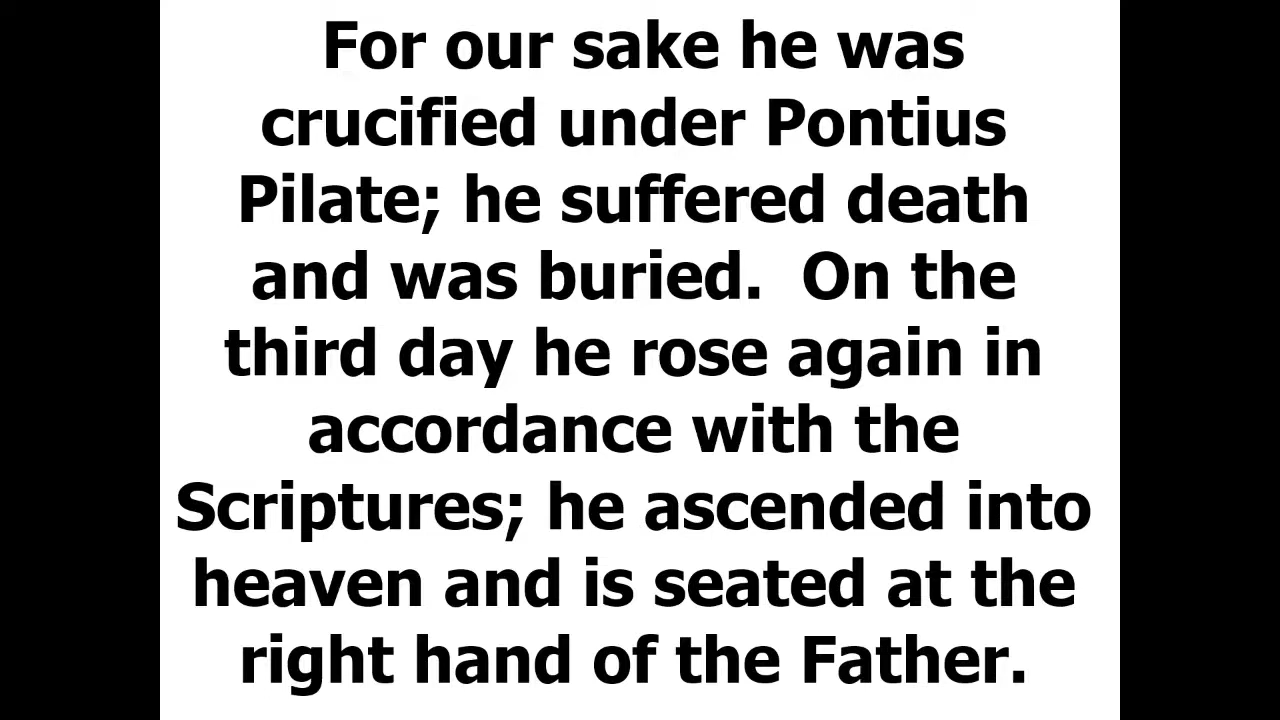 For our sake he was
crucified under Pontius
Pilate; he suffered death
and was buried.  On the
third day he rose again in
accordance with the
Scriptures; he ascended into
heaven and is seated at the
right hand of the Father.